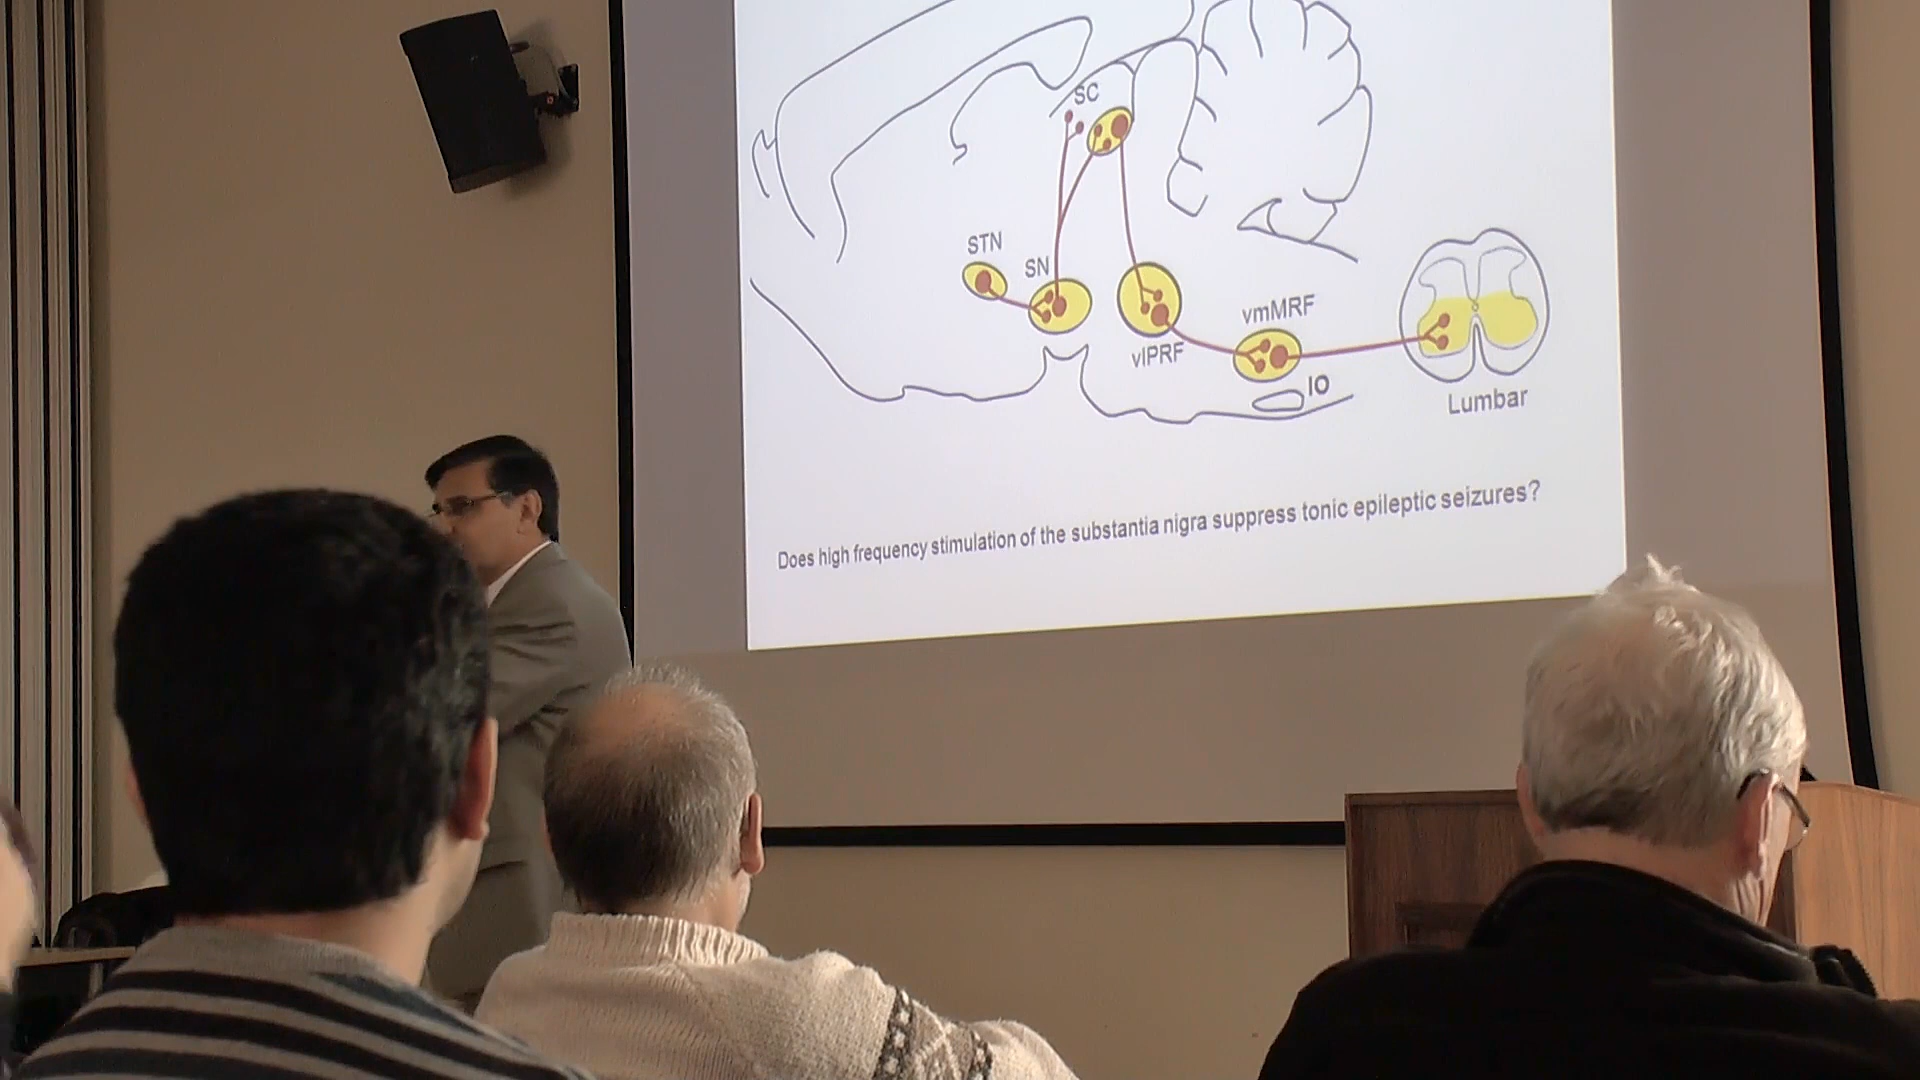 SC
STN
SN
vmMRF
vlPRF
IO
Lumbar
Does high frequency stimulation of the substantia nigra suppress tonic epileptic seizures?